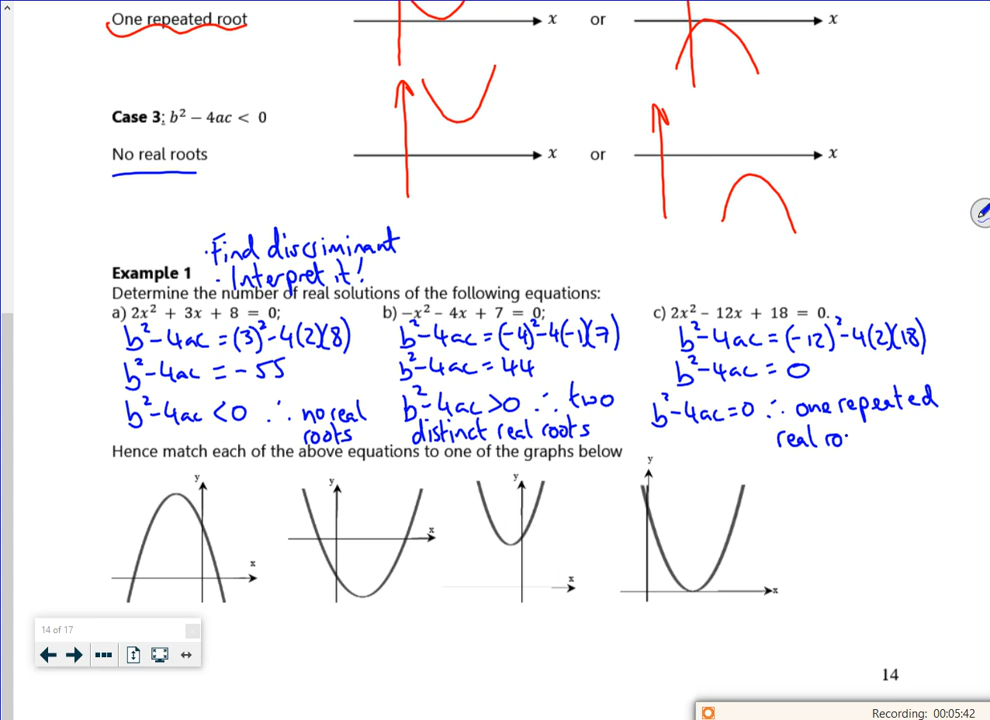 One repeated root
x
or
x
Case 3: b² – 4ac < 0
No real roots
x
or
x
· Find discriminant
· Interpret it!
Example 1
Determine the number of real solutions of the following equations:
a) 2x² + 3x + 8 = 0;
b) –x² – 4x + 7 = 0;
c) 2x² – 12x + 18 = 0.
b²-4ac = (3)²-4(2)(8)
b²-4ac = (-4)²-4(-1)(7)
b²-4ac = (-12)²-4(2)(18)
b²-4ac = -55
b²-4ac = 44
b²-4ac = 0
b²-4ac <0 ∴ no real roots
b²-4ac >0 ∴ two distinct real roots
b²-4ac =0 ∴ one repeated real ro
Hence match each of the above equations to one of the graphs below
y
x
y
x
y
x
y
x
14 of 17
x
14
Recording: 00:05:42